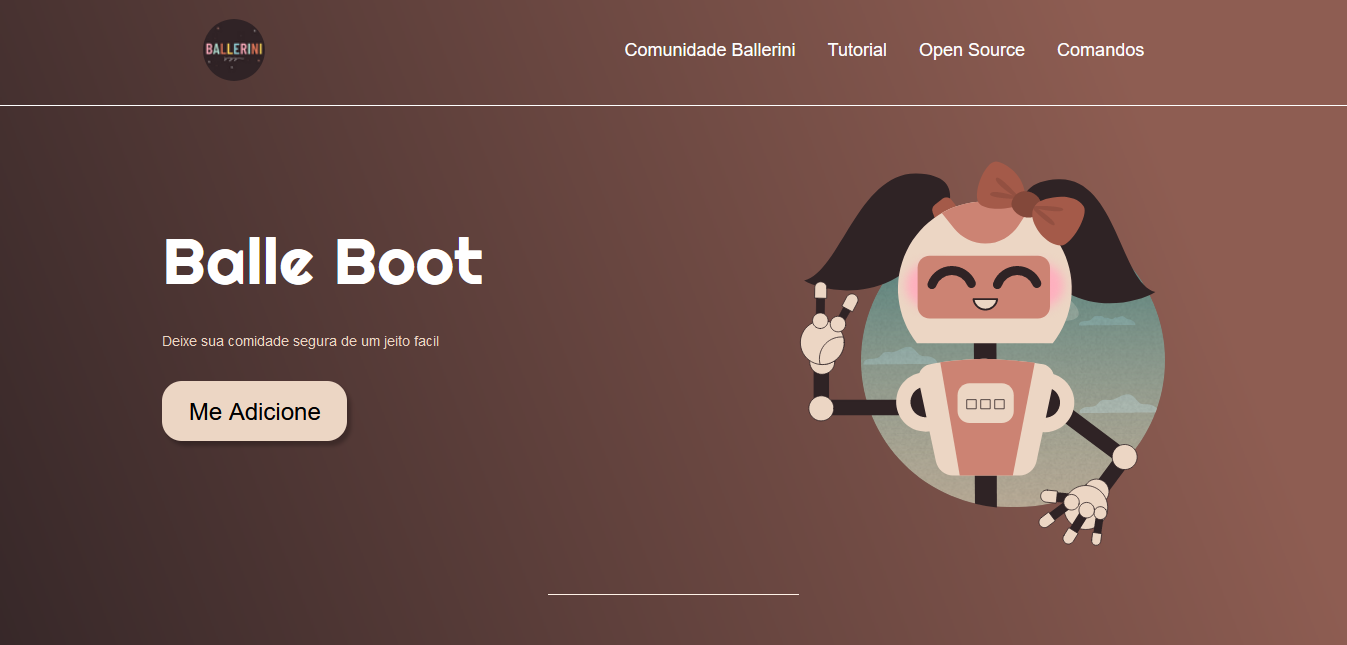 BALLERINI
Comunidade Ballerini Tutorial Open Source Comandos
Balle Boot
Deixe sua comidade segura de um jeito facil
Me Adicione